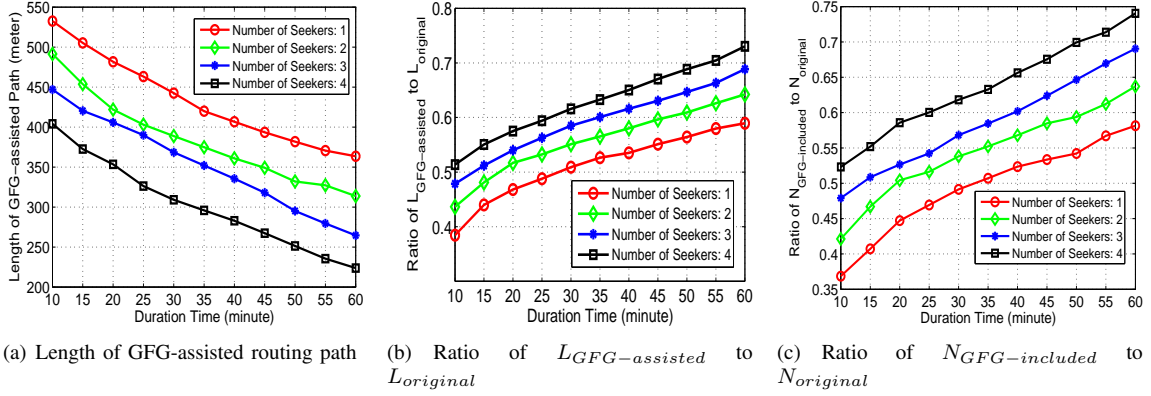 550
500
450
400
350
300
250
200
10 15 20 25 30 35 40 45 50 55 60
Duration Time (minute)
Length of GFG-assisted Path (meter)
Number of Seekers: 1
Number of Seekers: 2
Number of Seekers: 3
Number of Seekers: 4
(a) Length of GFG-assisted routing path
0.8
0.7
0.6
0.5
0.4
10 15 20 25 30 35 40 45 50 55 60
Duration Time (minute)
Ratio of L_GFG-assisted to L_original
Number of Seekers: 1
Number of Seekers: 2
Number of Seekers: 3
Number of Seekers: 4
(b) Ratio of L_GFG−assisted to
L_original
0.75
0.7
0.65
0.6
0.55
0.5
0.45
0.4
0.35
10 15 20 25 30 35 40 45 50 55 60
Duration Time (minute)
Ratio of N_GFG-included to N_original
Number of Seekers: 1
Number of Seekers: 2
Number of Seekers: 3
Number of Seekers: 4
(c) Ratio of N_GFG−included to
N_original